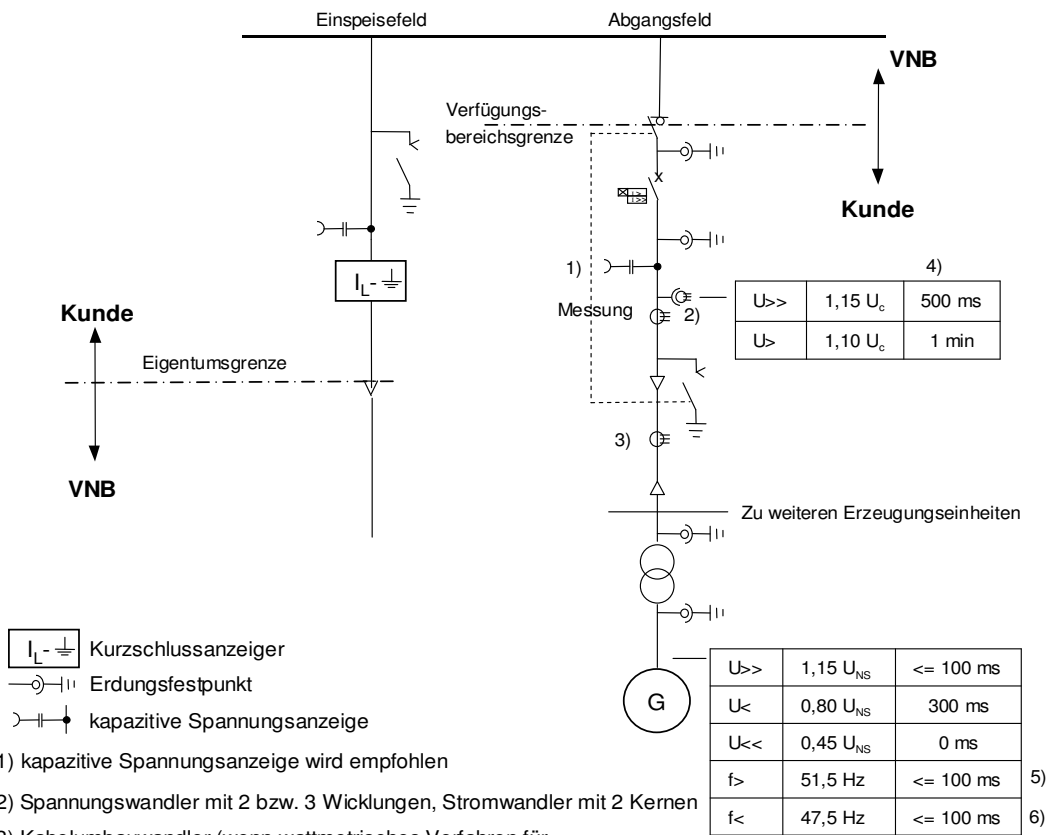 Einspeisefeld
Abgangsfeld
VNB
Verfügungs-
bereichsgrenze
Kunde
I> 
I>>
1)
4)
I_L-
Messung
2)
U>> 1,15 U_c 500 ms
U> 1,10 U_c 1 min
Kunde
Eigentumsgrenze
3)
VNB
Zu weiteren Erzeugungseinheiten
I_L- Kurzschlussanzeiger
Erdungsfestpunkt
kapazitive Spannungsanzeige
G
U>> 1,15 U_NS <= 100 ms
U< 0,80 U_NS 300 ms
U<< 0,45 U_NS 0 ms
f> 51,5 Hz <= 100 ms 5)
f< 47,5 Hz <= 100 ms 6)
1) kapazitive Spannungsanzeige wird empfohlen
2) Spannungswandler mit 2 bzw. 3 Wicklungen, Stromwandler mit 2 Kernen